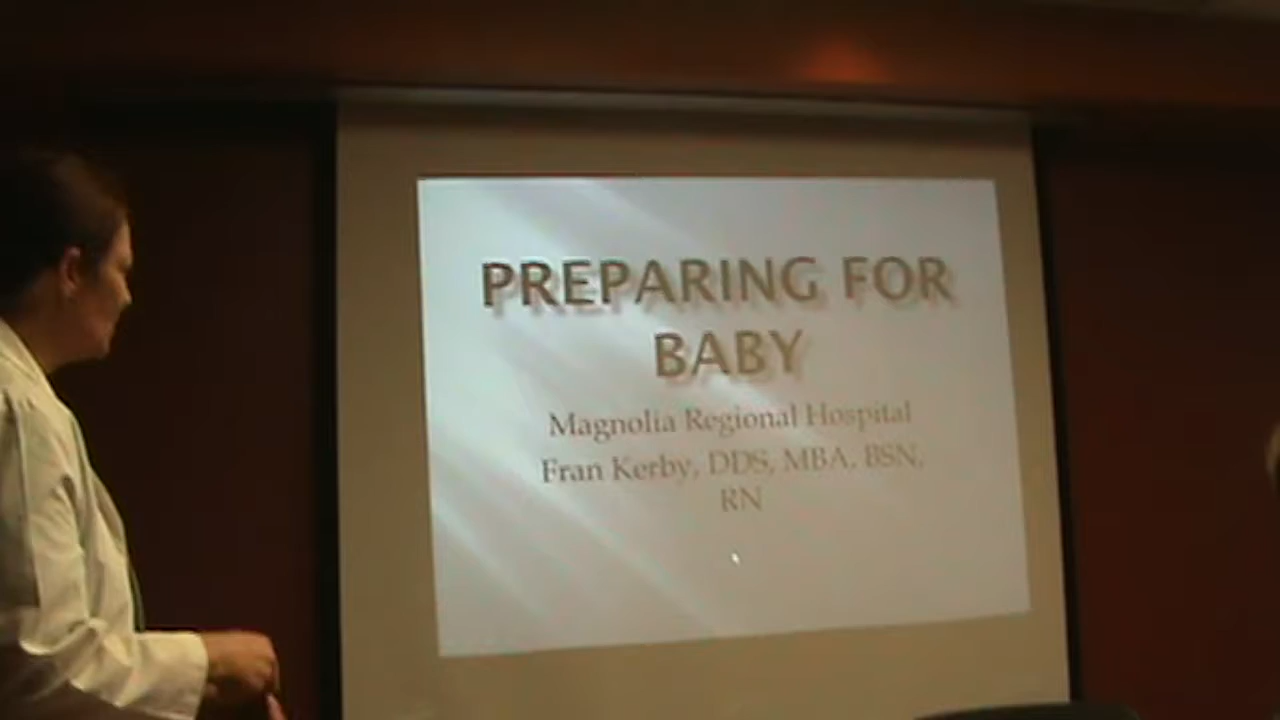 PREPARING FOR
BABY
Magnolia Regional Hospital
Fran Kerby, DDS, MBA, BSN,
RN